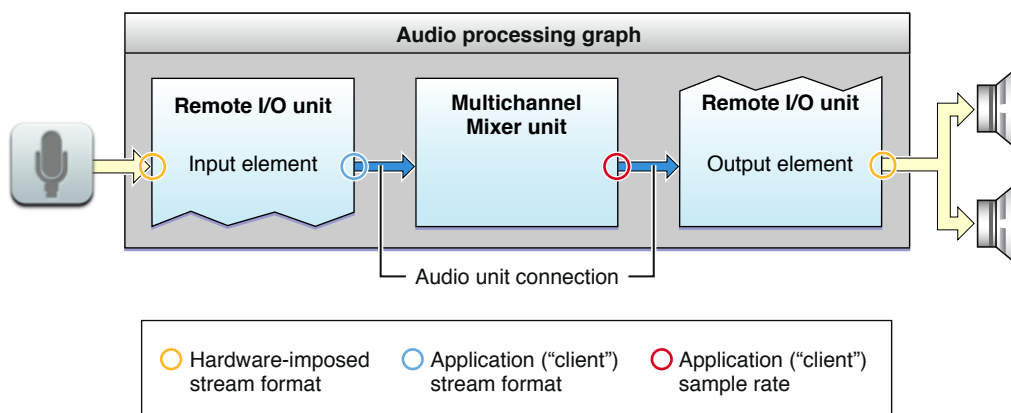 Audio processing graph
Remote I/O unit
Input element
Multichannel
Mixer unit
Remote I/O unit
Output element
Audio unit connection
Hardware-imposed
stream format
Application (“client”)
stream format
Application (“client”)
sample rate